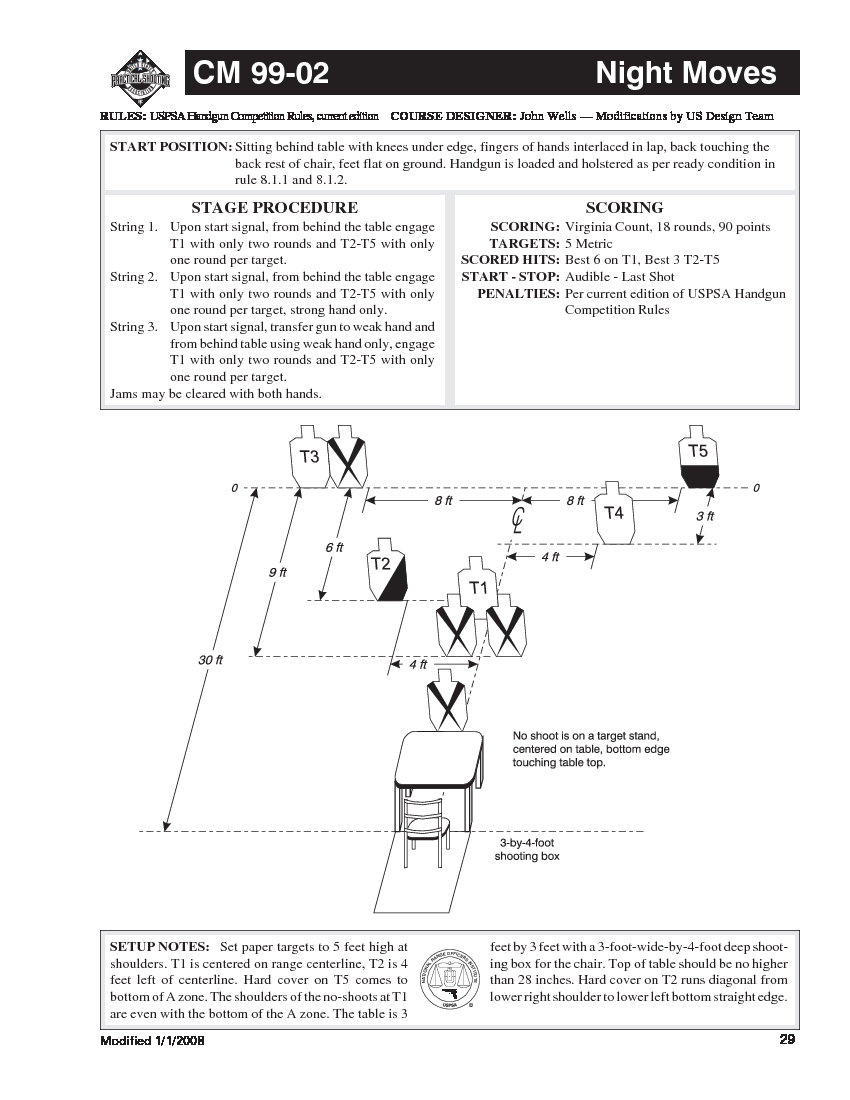 CM 99-02 Night Moves
RULES: USPSA Handgun Competition Rules, current edition COURSE DESIGNER: John Wells — Modifications by US Design Team
START POSITION: Sitting behind table with knees under edge, fingers of hands interlaced in lap, back touching the
back rest of chair, feet flat on ground. Handgun is loaded and holstered as per ready condition in
rule 8.1.1 and 8.1.2.
STAGE PROCEDURE
String 1. Upon start signal, from behind the table engage
T1 with only two rounds and T2-T5 with only
one round per target.
String 2. Upon start signal, from behind the table engage
T1 with only two rounds and T2-T5 with only
one round per target, strong hand only.
String 3. Upon start signal, transfer gun to weak hand and
from behind table using weak hand only, engage
T1 with only two rounds and T2-T5 with only
one round per target.
Jams may be cleared with both hands.
SCORING
SCORING: Virginia Count, 18 rounds, 90 points
TARGETS: 5 Metric
SCORED HITS: Best 6 on T1, Best 3 T2-T5
START - STOP: Audible - Last Shot
PENALTIES: Per current edition of USPSA Handgun
Competition Rules
T3
T5
0
8 ft
8 ft
0
CL
T4
3 ft
6 ft
T2
4 ft
9 ft
T1
30 ft
4 ft
No shoot is on a target stand,
centered on table, bottom edge
touching table top.
3-by-4-foot
shooting box
SETUP NOTES: Set paper targets to 5 feet high at
shoulders. T1 is centered on range centerline, T2 is 4
feet left of centerline. Hard cover on T5 comes to
bottom of A zone. The shoulders of the no-shoots at T1
are even with the bottom of the A zone. The table is 3
feet by 3 feet with a 3-foot-wide-by-4-foot deep shoot-
ing box for the chair. Top of table should be no higher
than 28 inches. Hard cover on T2 runs diagonal from
lower right shoulder to lower left bottom straight edge.
USPSA
Modified 1/1/2008
29